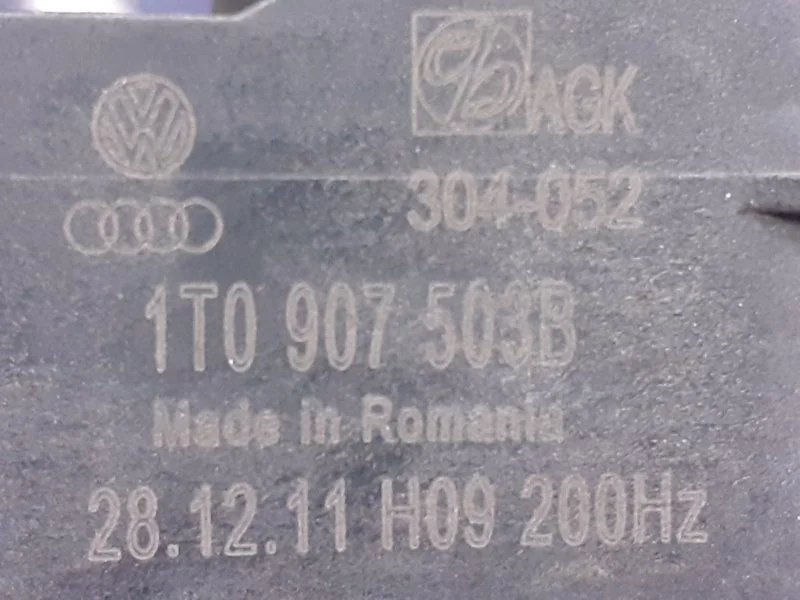 AGK
304-052
1T0 907 503B
Made in Romania
28.12.11 H09 200Hz